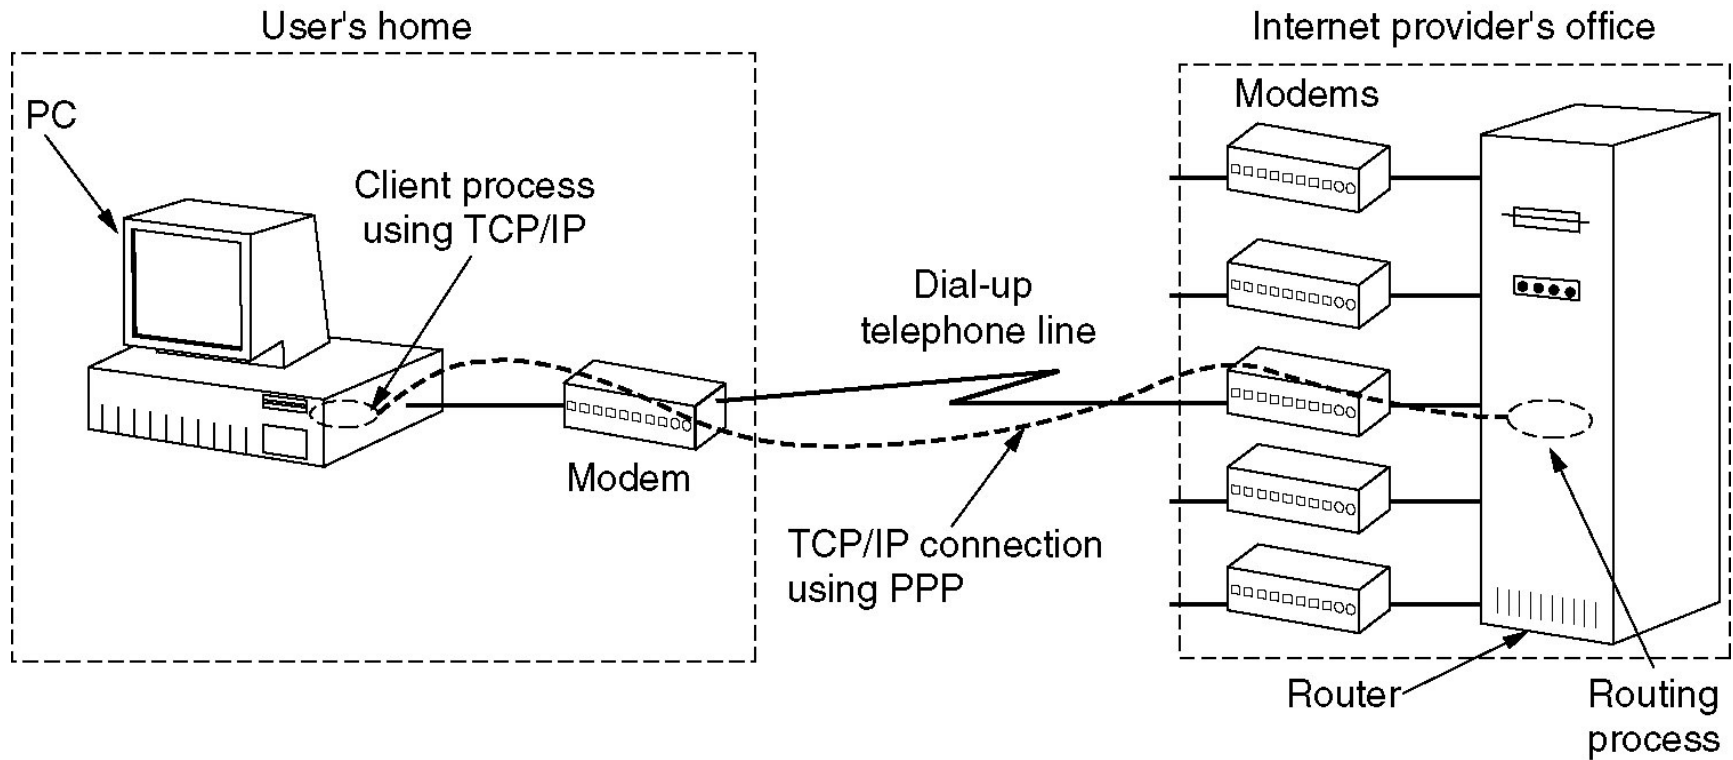 User's home
Internet provider's office
PC
Client process
using TCP/IP
Modem
Dial-up
telephone line
TCP/IP connection
using PPP
Modems
Router
Routing
process